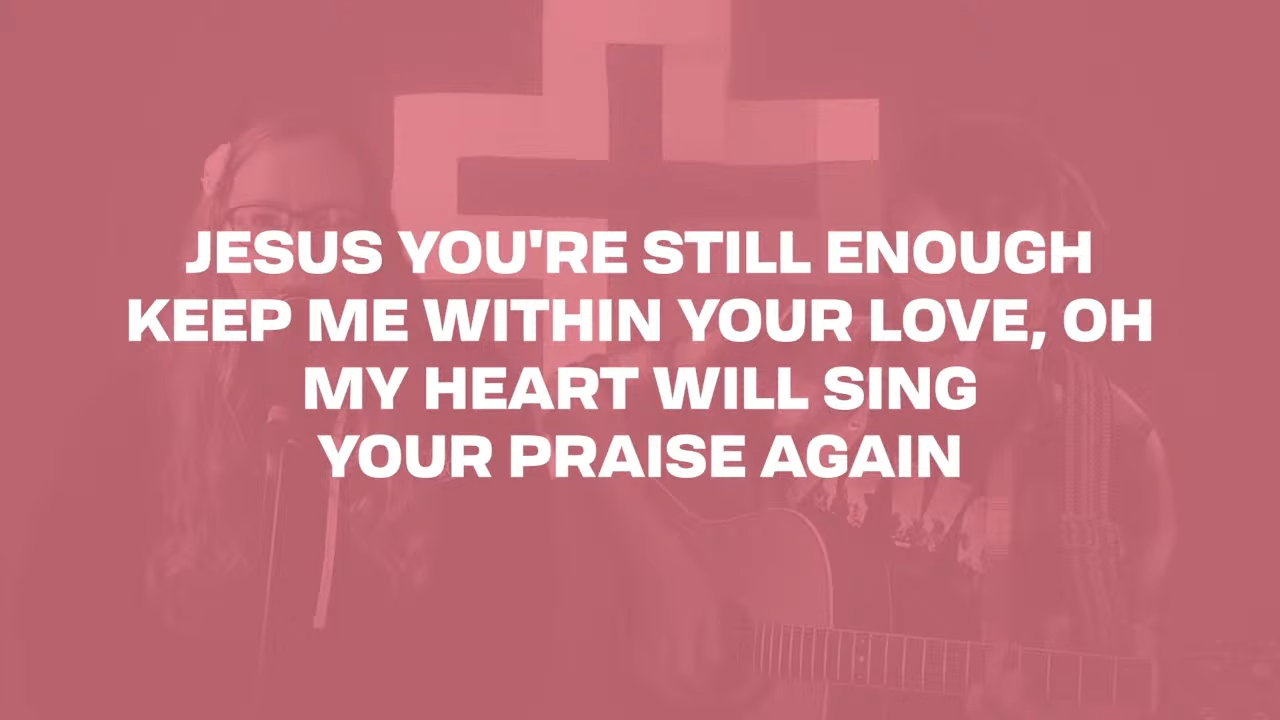 JESUS YOU'RE STILL ENOUGH
KEEP ME WITHIN YOUR LOVE, OH
MY HEART WILL SING
YOUR PRAISE AGAIN